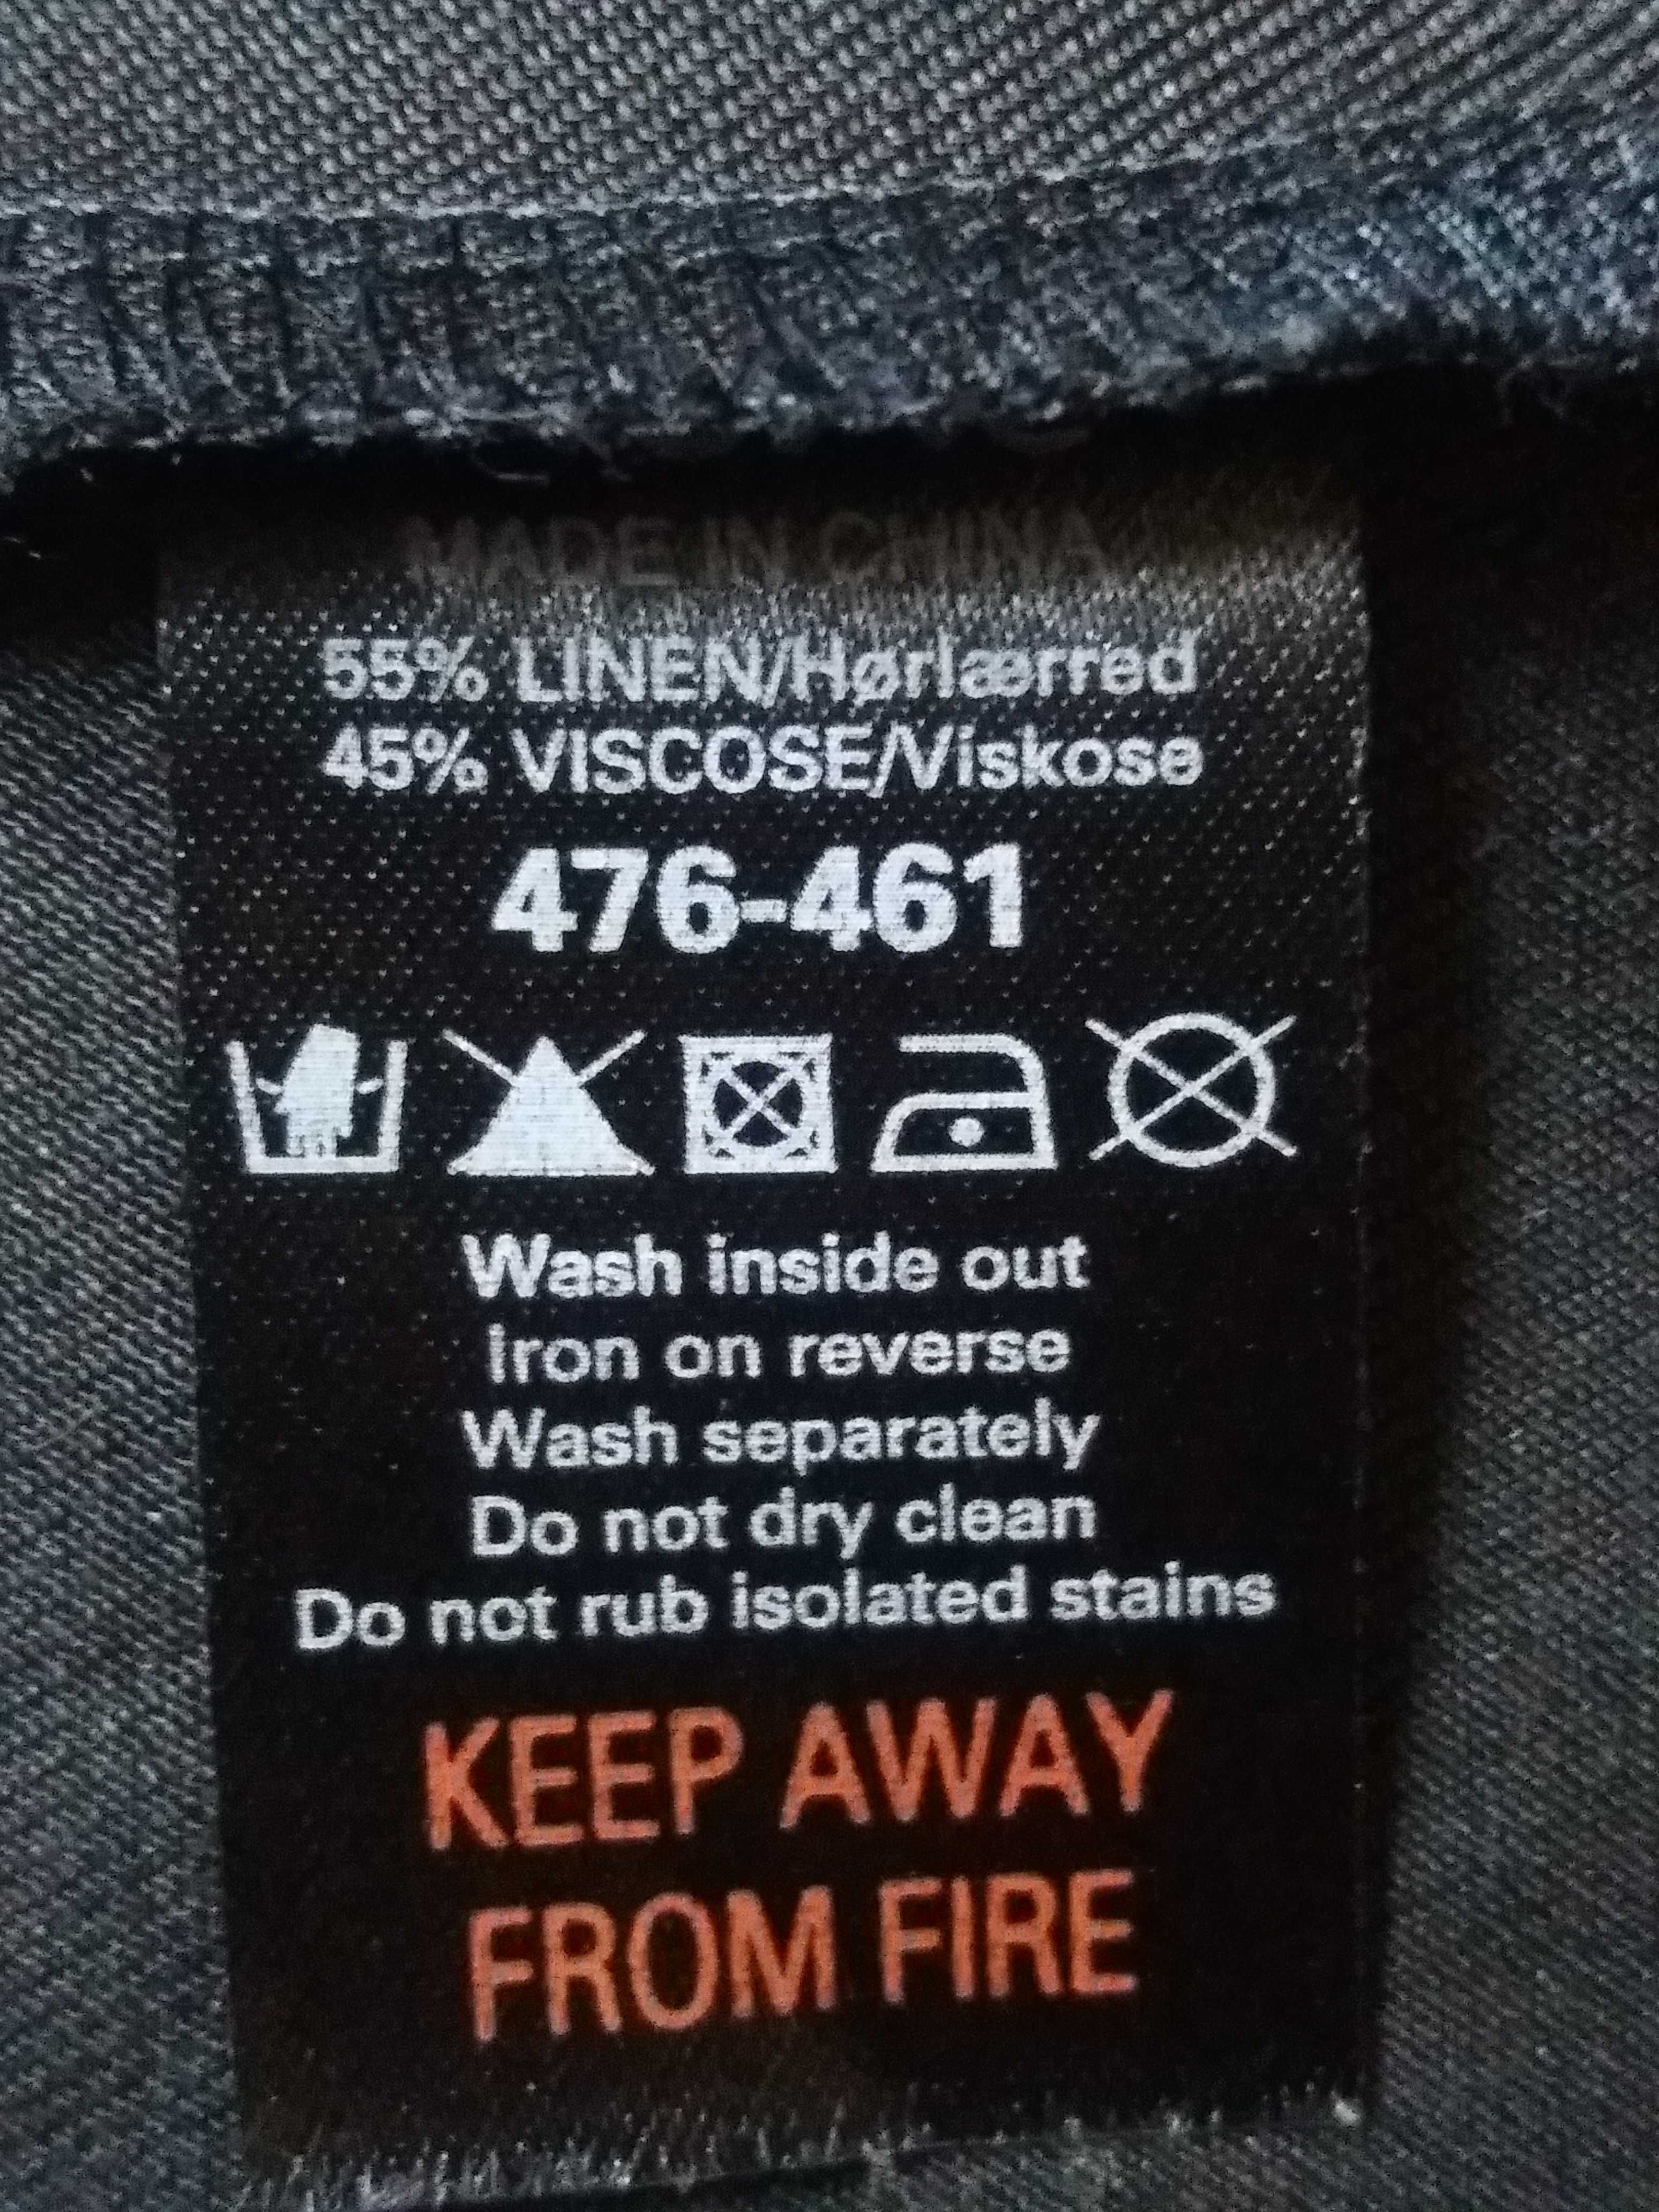 MADE IN CHINA
55% LINEN/Hørlærred
45% VISCOSE/Viskose
476-461
Wash inside out
Iron on reverse
Wash separately
Do not dry clean
Do not rub isolated stains
KEEP AWAY
FROM FIRE